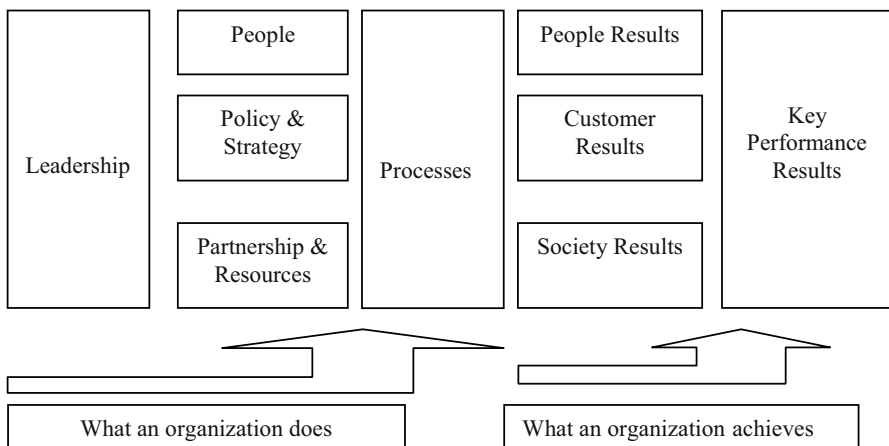 People
People Results
Policy &
Strategy
Customer
Results
Key
Performance
Results
Leadership
Processes
Partnership &
Resources
Society Results
What an organization does
What an organization achieves